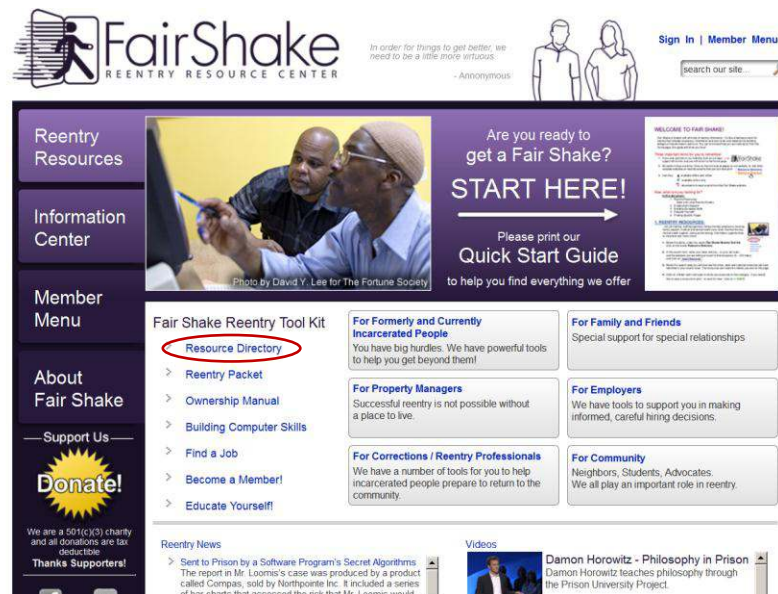 FairShake
REENTRY RESOURCE CENTER
In order for things to get better, we
need to be a little more virtuous.
- Annonymous
Sign In | Member Menu
search our site...
Reentry
Resources
Information
Center
Member
Menu
About
Fair Shake
Support Us
Donate!
We are a 501(c)(3) charity
and all donations are tax
deductible
Thanks Supporters!
Photo by David Y. Lee for The Fortune Society
Are you ready to
get a Fair Shake?
START HERE!
Please print our
Quick Start Guide
to help you find everything we offer
WELCOME TO FAIR SHAKE!
Fair Shake Reentry Tool Kit
> Resource Directory
> Reentry Packet
> Ownership Manual
> Building Computer Skills
> Find a Job
> Become a Member!
> Educate Yourself!
For Formerly and Currently
Incarcerated People
You have big hurdles. We have powerful tools
to help you get beyond them!
For Family and Friends
Special support for special relationships
For Property Managers
Successful reentry is not possible without
a place to live.
For Employers
We have tools to support you in making
informed, careful hiring decisions.
For Corrections / Reentry Professionals
We have a number of tools for you to help
incarcerated people prepare to return to the
community.
For Community
Neighbors, Students, Advocates.
We all play an important role in reentry.
Reentry News
> Sent to Prison by a Software Program's Secret Algorithms
The report in Mr. Loomis's case was produced by a product
called Compas, sold by Northpointe Inc. It included a series
of bar charts that assessed the risk that Mr. Loomis would
Videos
Damon Horowitz - Philosophy in Prison
Damon Horowitz teaches philosophy through
the Prison University Project.